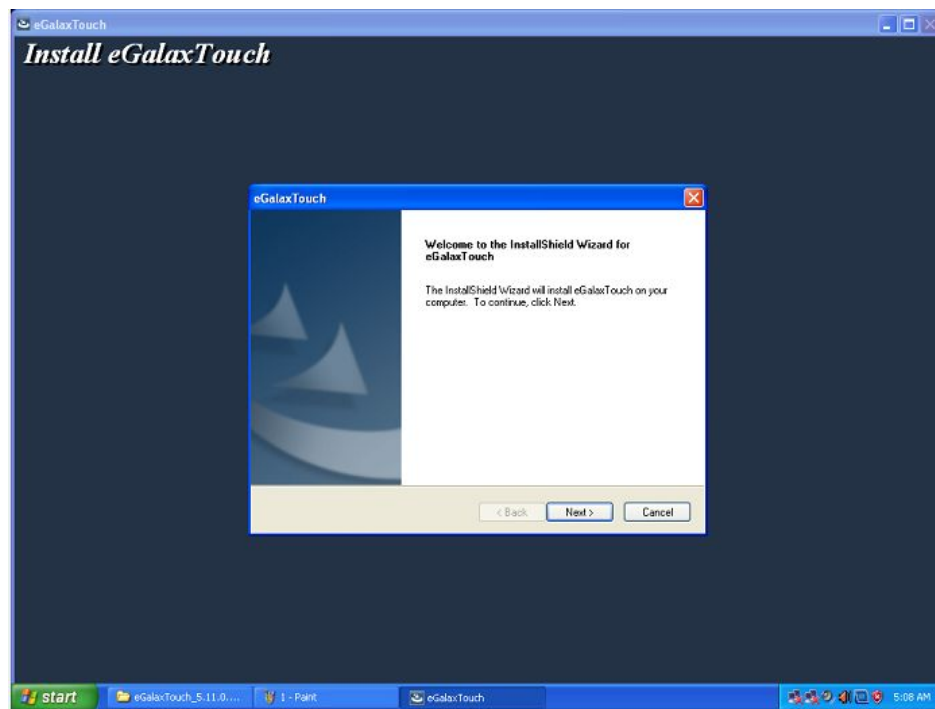 eGalaxTouch
Install eGalaxTouch
eGalaxTouch
Welcome to the InstallShield Wizard for
eGalaxTouch
The InstallShield Wizard will install eGalaxTouch on your
computer. To continue, click Next.
< Back
Next >
Cancel
start
eGalaxTouch_5.11.0....
1 - Paint
eGalaxTouch
5:08 AM